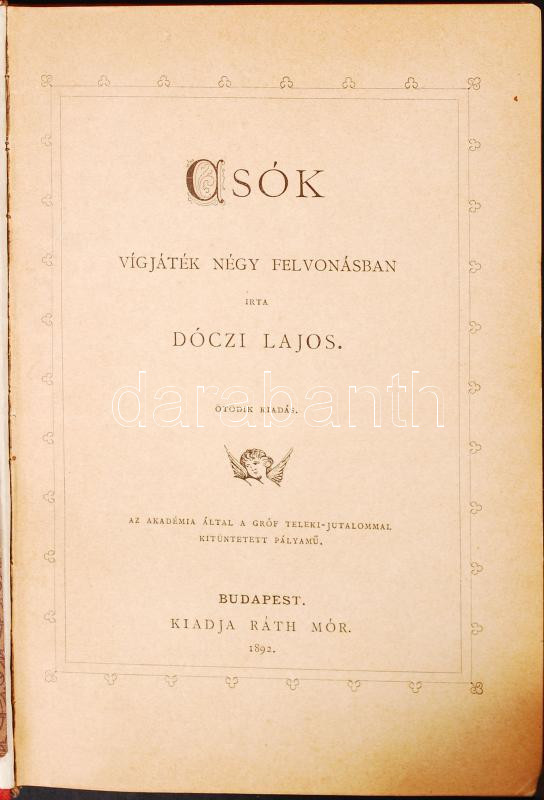 CSÓK
VÍGJÁTÉK NÉGY FELVONÁSBAN
IRTA
DÓCZI LAJOS.
darabanth
ÖTÖDIK KIADÁS.
AZ AKADÉMIA ÁLTAL A GRÓF TELEKI-JUTALOMMAL
KITÜNTETETT PÁLYAMŰ.
BUDAPEST.
KIADJA RÁTH MÓR.
1892.